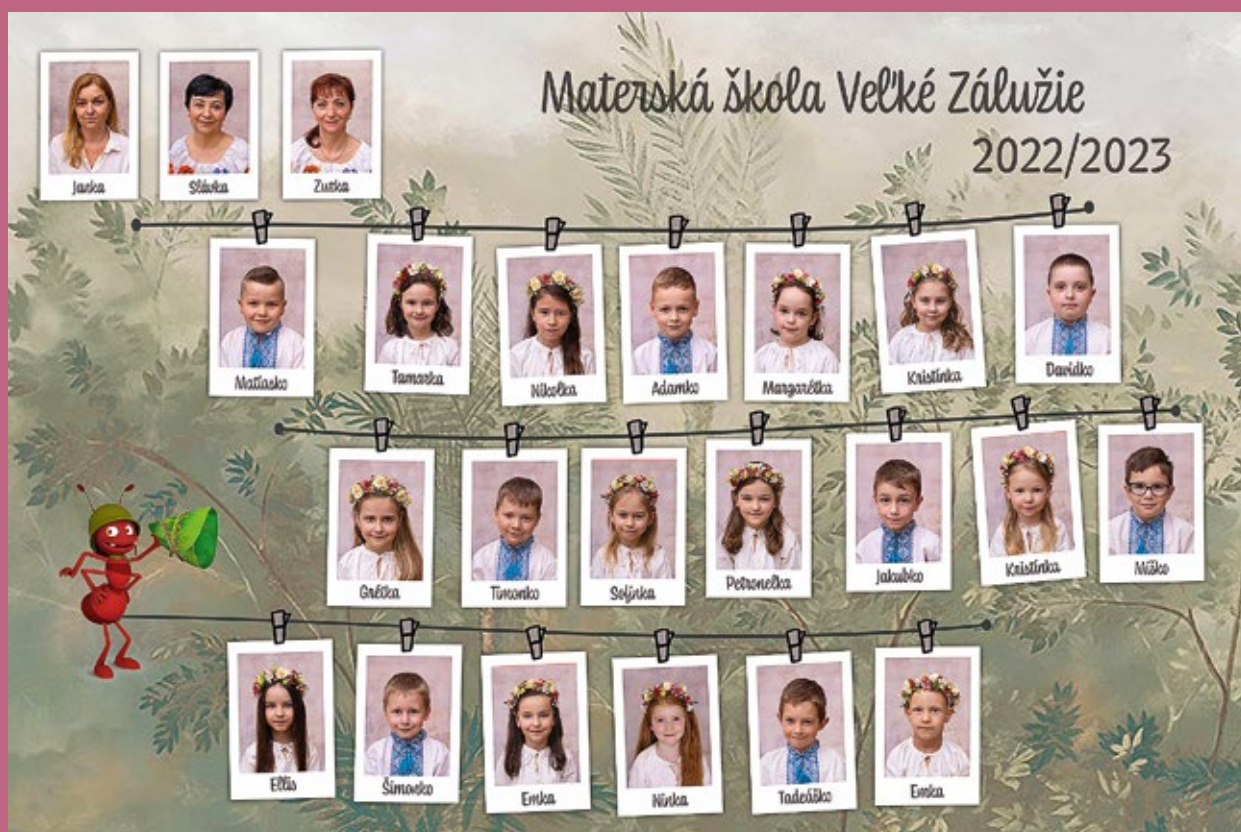 Materská škola Veľké Zálužie
2022/2023
Janka
Slávka
Zuzka
Matiasko
Tamarka
Nikolka
Adamko
Margarétka
Kristínka
Davidko
Grétka
Timonko
Sofinka
Petronelka
Jakubko
Kristínka
Miško
Ellis
Šimonko
Emka
Ninka
Tadeáško
Emka